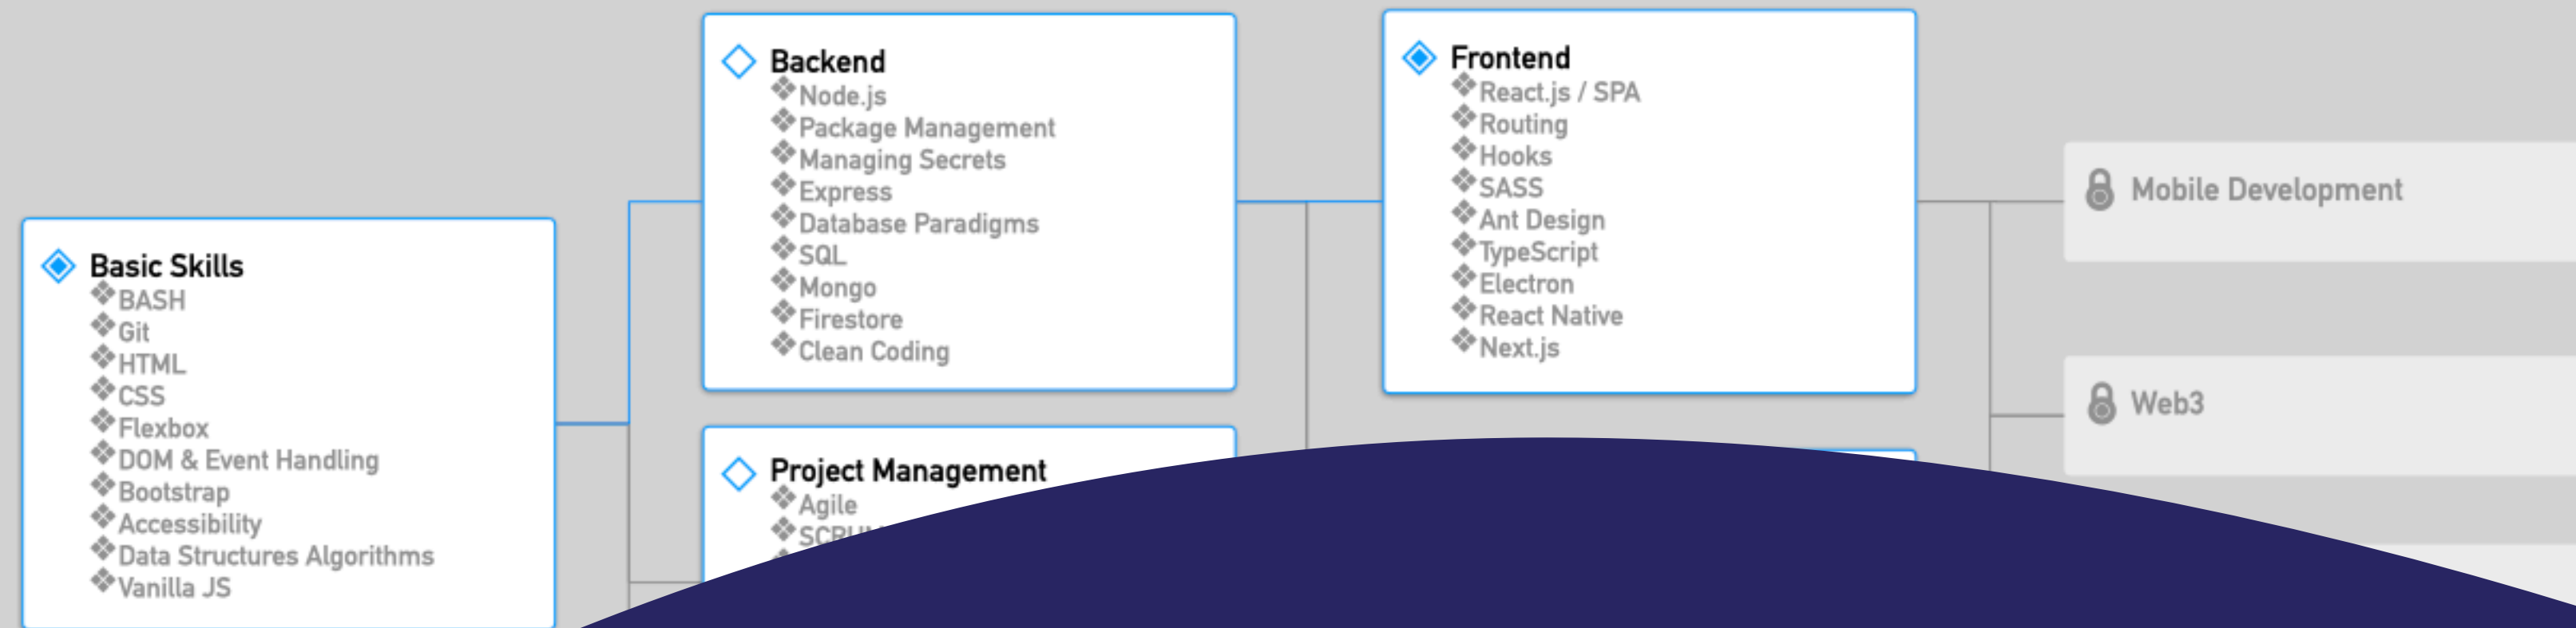 Basic Skills
BASH
Git
HTML
CSS
Flexbox
DOM & Event Handling
Bootstrap
Accessibility
Data Structures Algorithms
Vanilla JS
Backend
Node.js
Package Management
Managing Secrets
Express
Database Paradigms
SQL
Mongo
Firestore
Clean Coding
Project Management
Agile
Frontend
React.js / SPA
Routing
Hooks
SASS
Ant Design
TypeScript
Electron
React Native
Next.js
Mobile Development
Web3